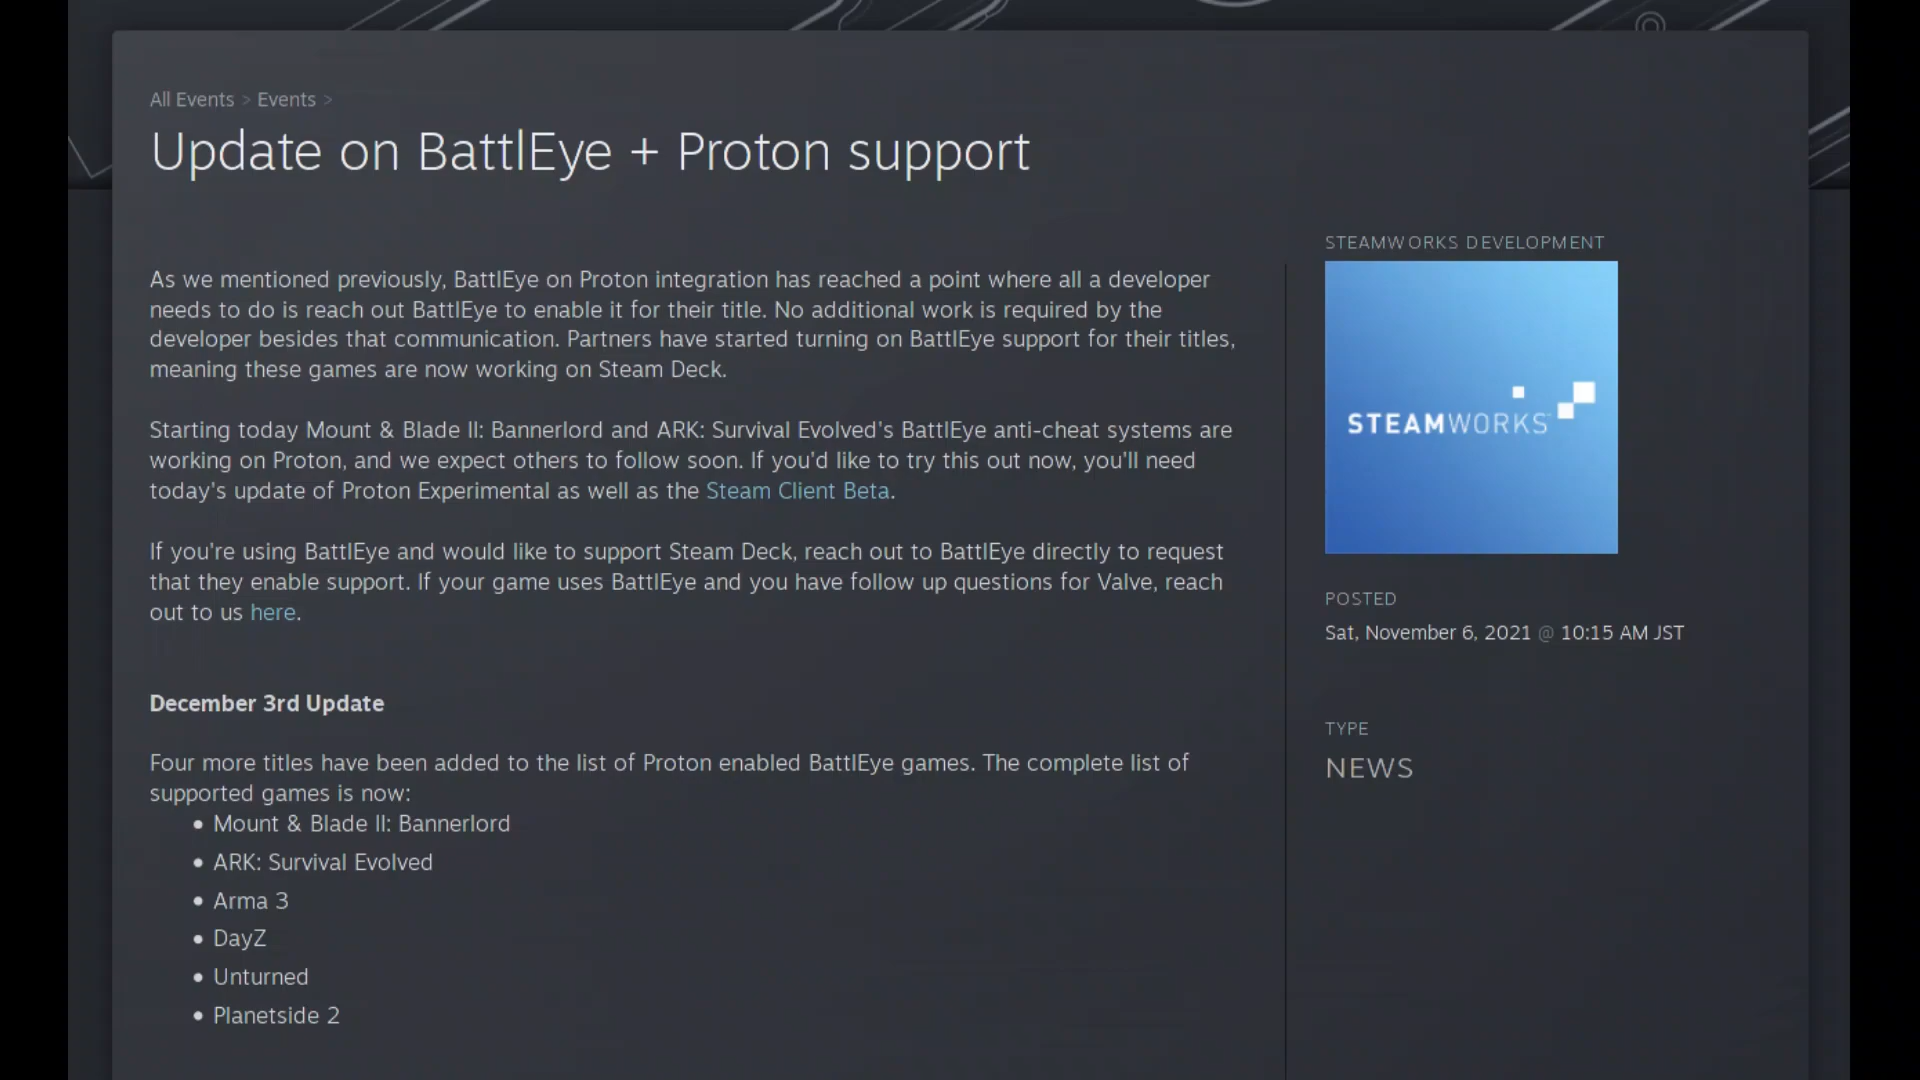 All Events > Events >
Update on BattlEye + Proton support
As we mentioned previously, BattlEye on Proton integration has reached a point where all a developer
needs to do is reach out BattlEye to enable it for their title. No additional work is required by the
developer besides that communication. Partners have started turning on BattlEye support for their titles,
meaning these games are now working on Steam Deck.
Starting today Mount & Blade II: Bannerlord and ARK: Survival Evolved's BattlEye anti-cheat systems are
working on Proton, and we expect others to follow soon. If you'd like to try this out now, you'll need
today's update of Proton Experimental as well as the Steam Client Beta.
If you're using BattlEye and would like to support Steam Deck, reach out to BattlEye directly to request
that they enable support. If your game uses BattlEye and you have follow up questions for Valve, reach
out to us here.
December 3rd Update
Four more titles have been added to the list of Proton enabled BattlEye games. The complete list of
supported games is now:
• Mount & Blade II: Bannerlord
• ARK: Survival Evolved
• Arma 3
• DayZ
• Unturned
• Planetside 2
STEAMWORKS DEVELOPMENT
STEAMWORKS
POSTED
Sat, November 6, 2021 @ 10:15 AM JST
TYPE
NEWS